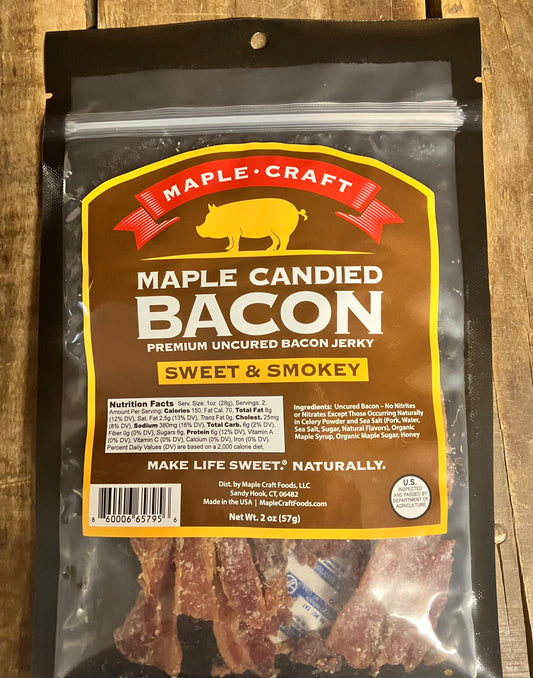 MAPLE · CRAFT
MAPLE CANDIED
BACON
PREMIUM UNCURED BACON JERKY
SWEET & SMOKEY
Nutrition Facts Serv. Size: 1oz (28g), Servings: 2,
Amount Per Serving: Calories 150, Fat Cal. 70, Total Fat 8g
(12% DV), Sat. Fat 2.5g (13% DV), Trans Fat 0g, Cholest. 25mg
(8% DV), Sodium 380mg (16% DV), Total Carb. 6g (2% DV),
Fiber 0g (0% DV), Sugars 6g, Protein 6g (12% DV), Vitamin A
(0% DV), Vitamin C (0% DV), Calcium (0% DV), Iron (0% DV).
Percent Daily Values (DV) are based on a 2,000 calorie diet.
Ingredients: Uncured Bacon – No Nitrites
or Nitrates Except Those Occurring Naturally
in Celery Powder and Sea Salt (Pork, Water,
Sea Salt, Sugar, Natural Flavors), Organic
Maple Syrup, Organic Maple Sugar, Honey
MAKE LIFE SWEET.® NATURALLY.
8 60006 65795 6
Dist. by Maple Craft Foods, LLC
Sandy Hook, CT, 06482
Made in the USA | MapleCraftFoods.com
Net Wt. 2 oz (57g)
U.S.
INSPECTED
AND PASSED BY
DEPARTMENT OF
AGRICULTURE